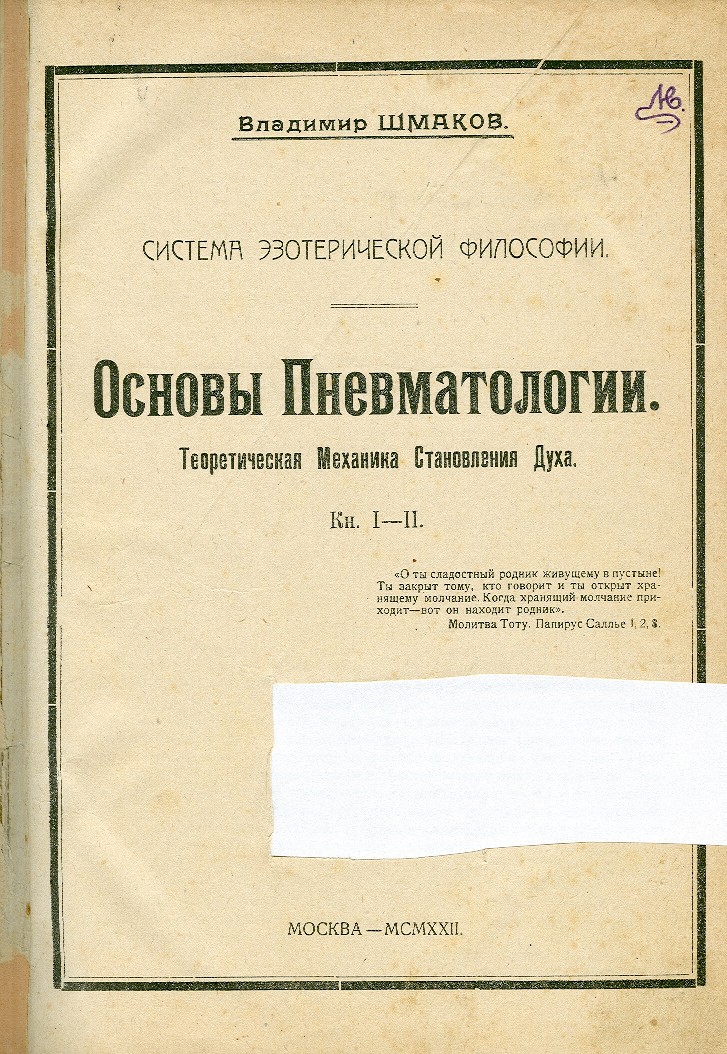 Владимир ШМАКОВ.
СИСТЕМА ЭЗОТЕРИЧЕСКОЙ ФИЛОСОФИИ.
Основы Пневматологии.
Теоретическая Механика Становления Духа.
Кн. I—II.
«О ты сладостный родник живущему в пустыне!
Ты закрыт тому, кто говорит и ты открыт хра-
нящему молчание. Когда хранящий молчание при-
ходит—вот он находит родник».
Молитва Тоту. Папирус Саллье 1, 2, 3.
МОСКВА — MCMXXII.